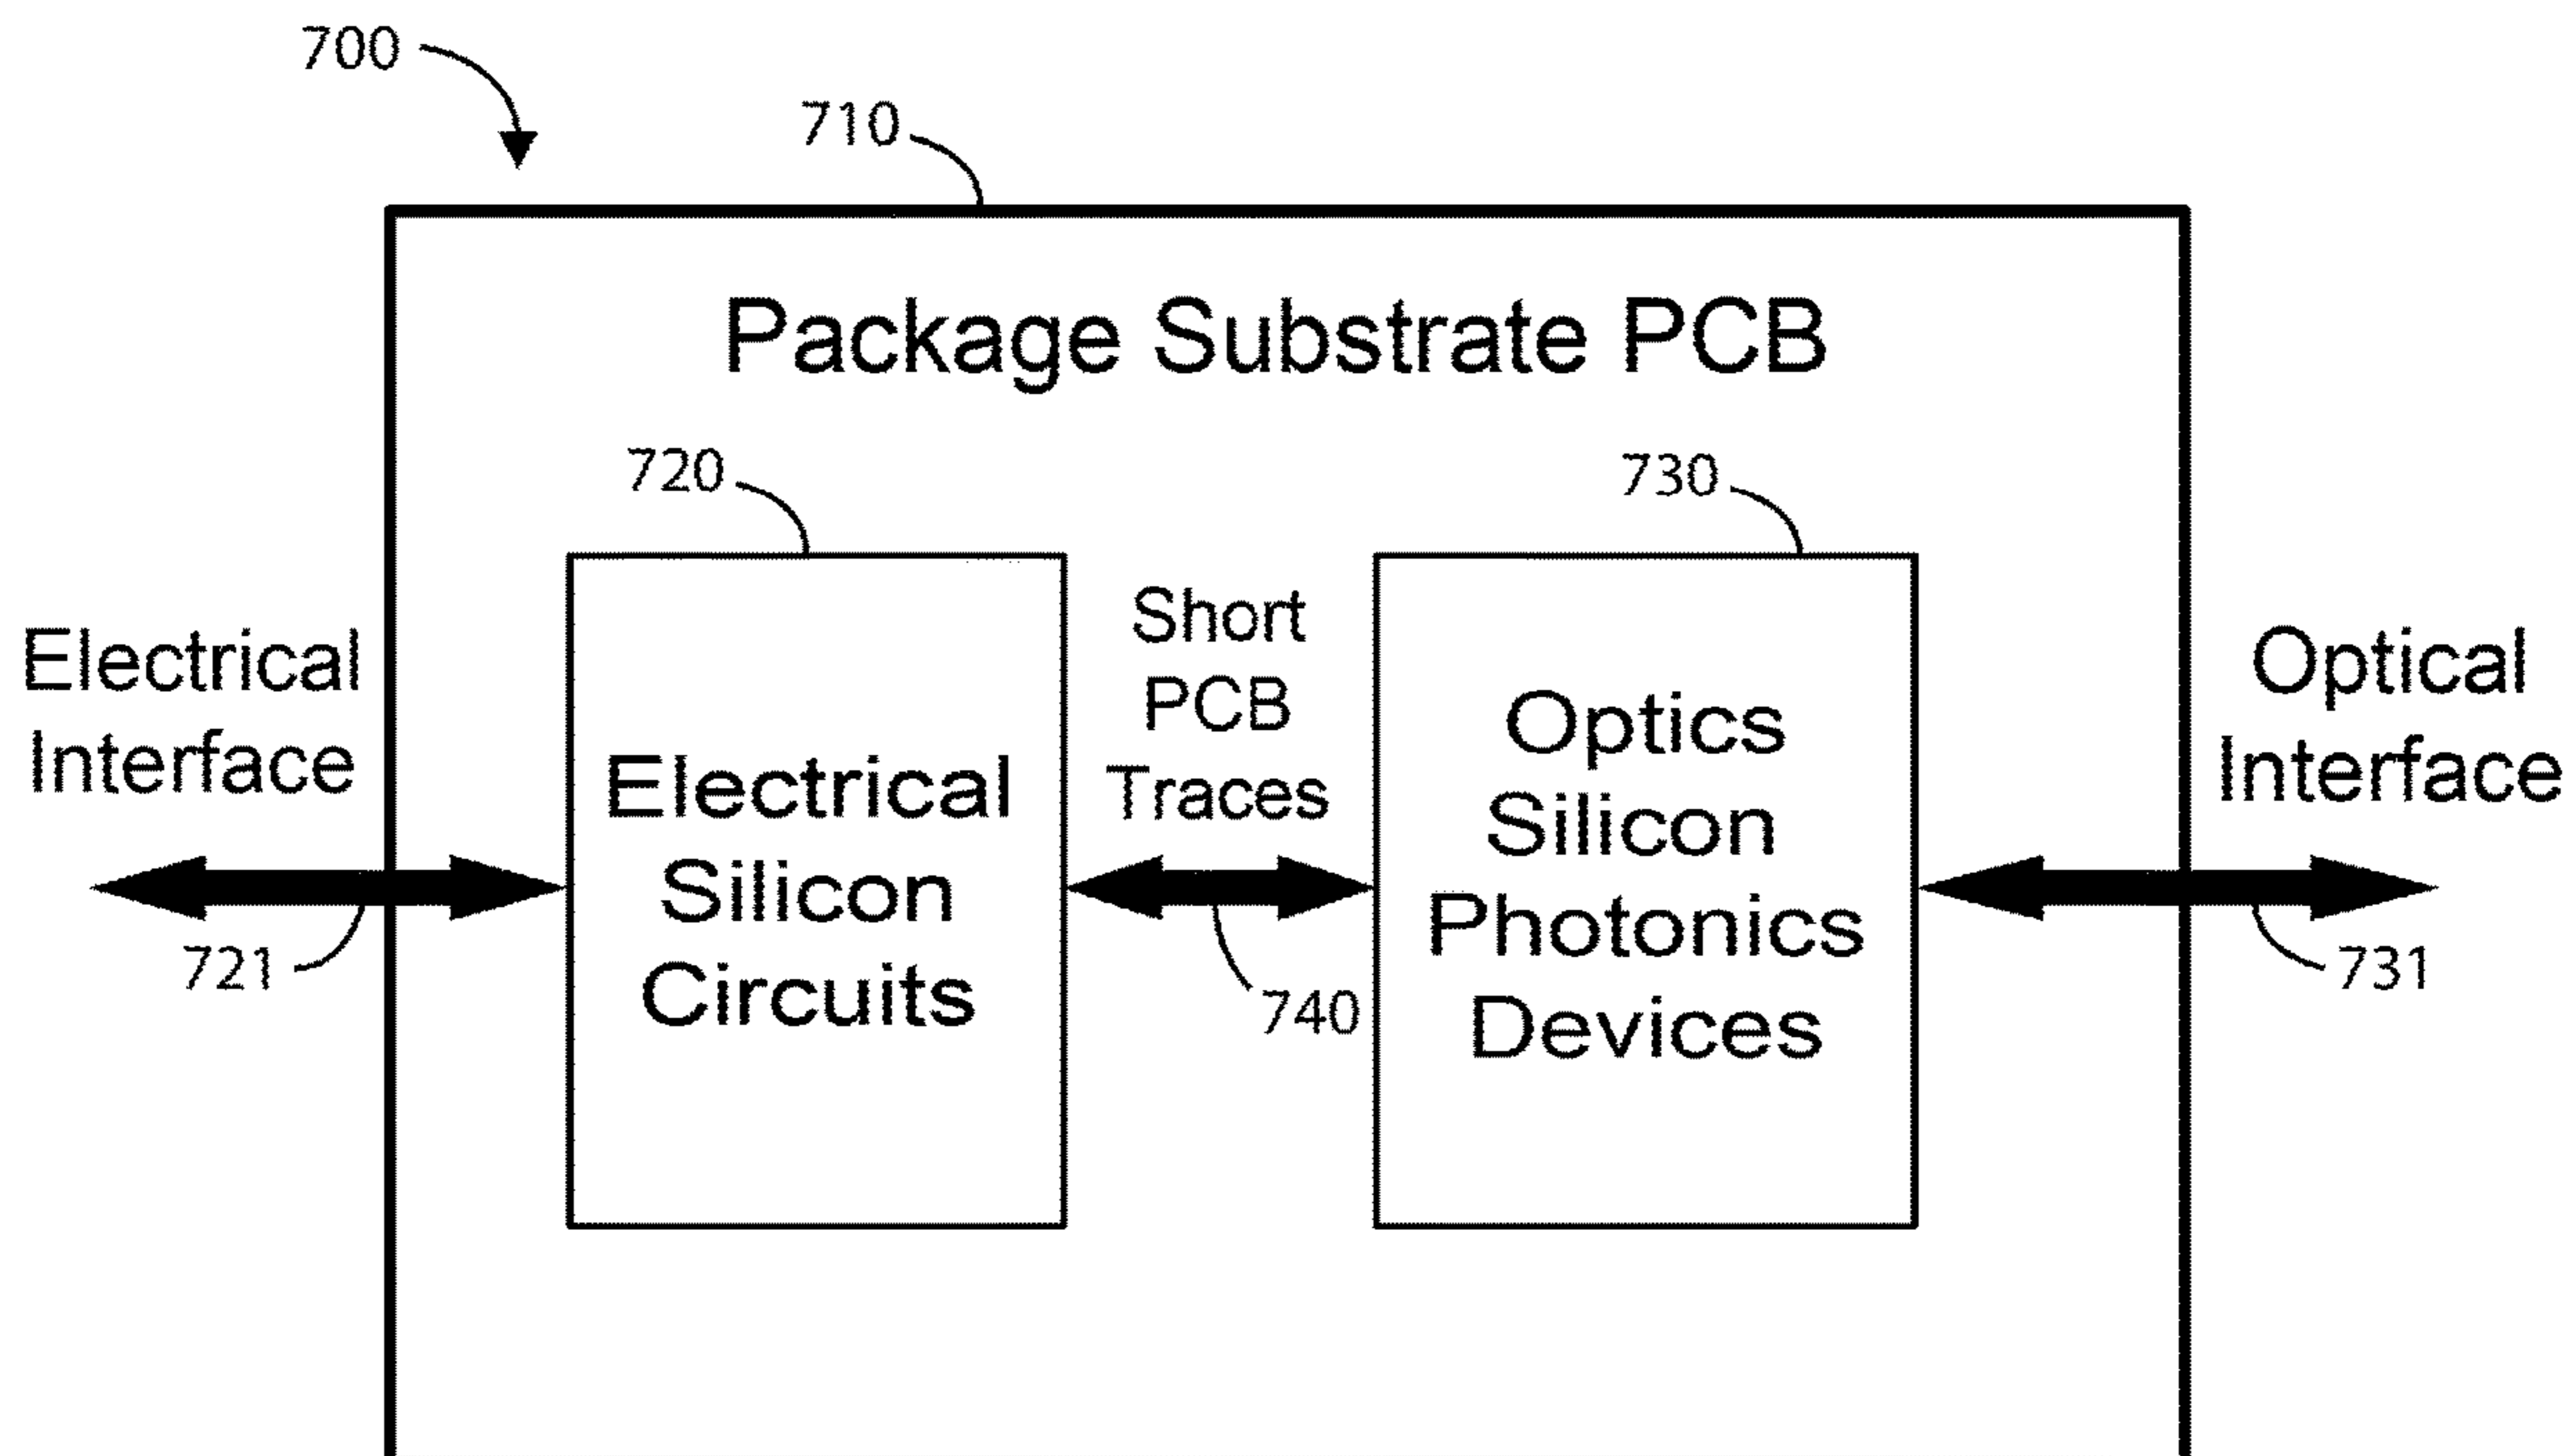 700
710
Package Substrate PCB
720
730
Electrical
Interface
721
Electrical
Silicon
Circuits
Short
PCB
Traces
740
Optics
Silicon
Photonics
Devices
Optical
Interface
731